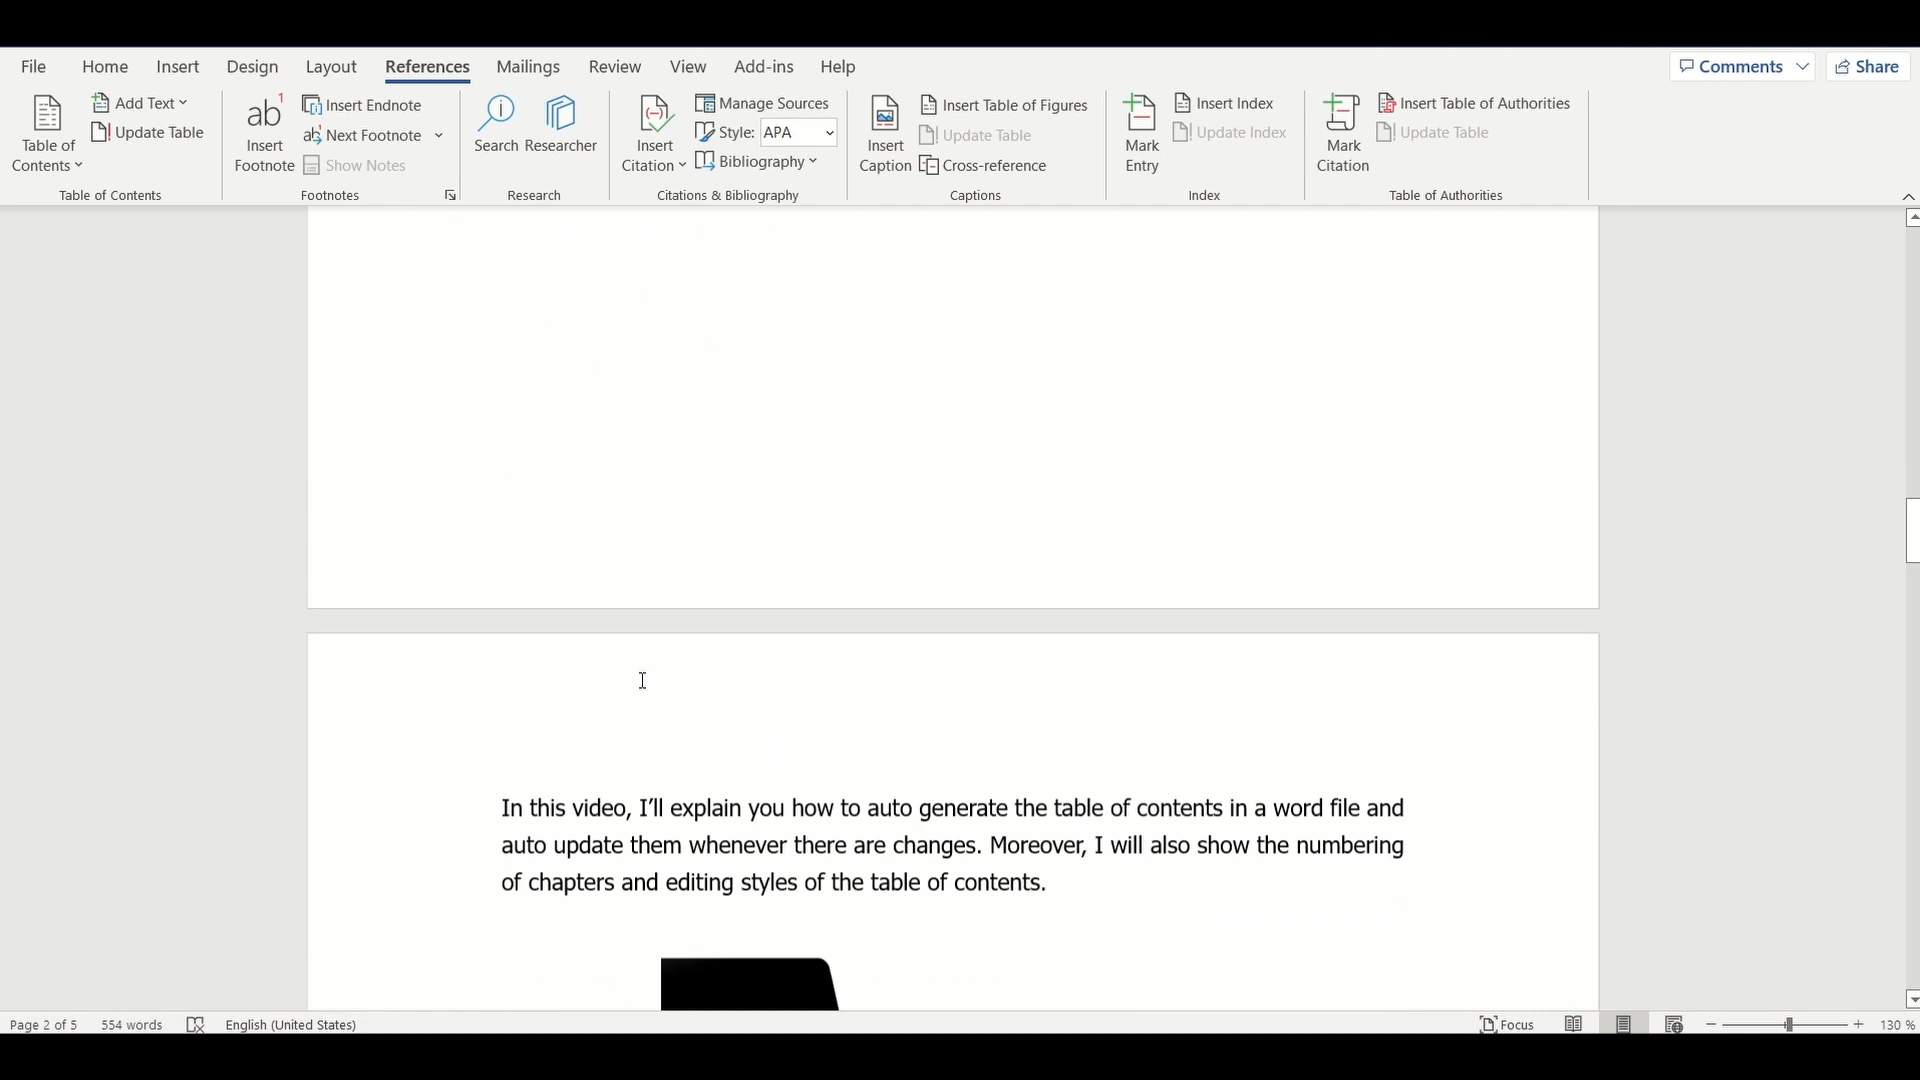 File Home Insert Design Layout References Mailings Review View Add-ins Help Comments Share
Table of Contents
Add Text
Update Table
Table of Contents
ab1
Insert Footnote
Insert Endnote
Next Footnote
Show Notes
Footnotes
Search
Researcher
Research
Insert Citation
Manage Sources
Style: APA
Bibliography
Citations & Bibliography
Insert Caption
Insert Table of Figures
Update Table
Cross-reference
Captions
Mark Entry
Insert Index
Update Index
Index
Mark Citation
Insert Table of Authorities
Update Table
Table of Authorities
In this video, I’ll explain you how to auto generate the table of contents in a word file and
auto update them whenever there are changes. Moreover, I will also show the numbering
of chapters and editing styles of the table of contents.
Page 2 of 5 554 words English (United States) Focus 130 %